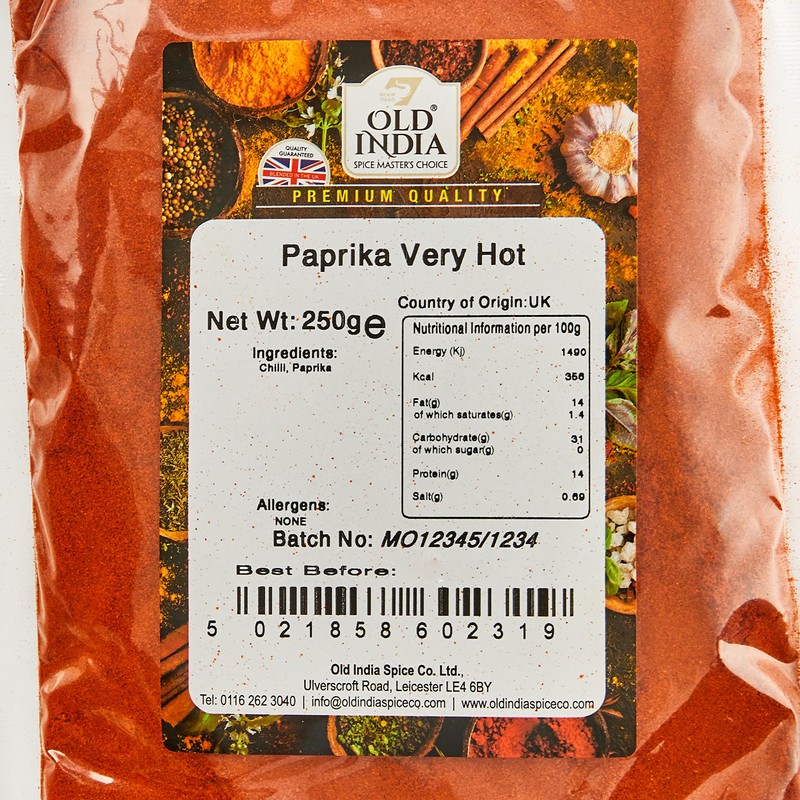 OLD®
INDIA
SPICE MASTER'S CHOICE
QUALITY
GUARANTEED
BLENDED IN THE UK
PREMIUM QUALITY
Paprika Very Hot
Country of Origin:UK
Net Wt: 250g e
Nutritional Information per 100g
Energy (Kj) 1490
Ingredients:
Chilli, Paprika
Kcal 356
Fat(g) 14
of which saturates(g) 1.4
Carbohydrate(g) 31
of which sugar(g) 0
Protein(g) 14
Salt(g) 0.69
Allergens:
NONE
Batch No: MO12345/1234
Best Before:
5 021858 602319
Old India Spice Co. Ltd.,
Ulverscroft Road, Leicester LE4 6BY
Tel: 0116 262 3040 | info@oldindiaspiceco.com | www.oldindiaspiceco.com